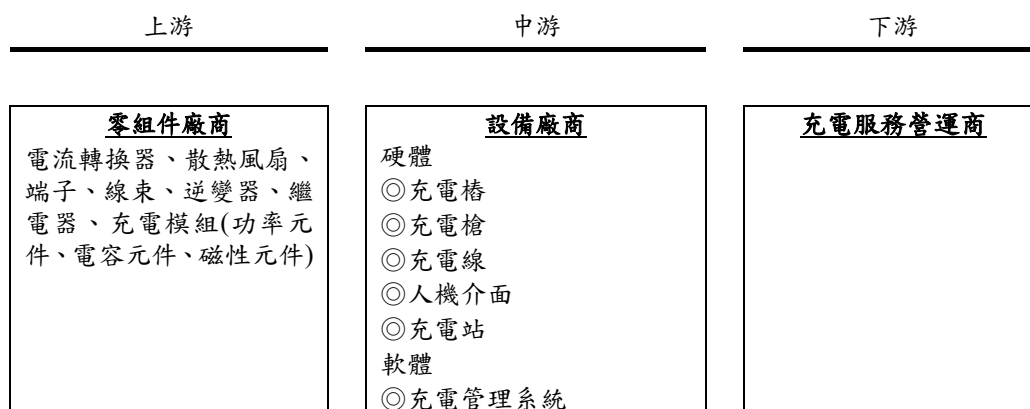 上游
中游
下游
零組件廠商
電流轉換器、散熱風扇、
端子、線束、逆變器、繼
電器、充電模組(功率元
件、電容元件、磁性元件)
設備廠商
硬體
◎充電樁
◎充電槍
◎充電線
◎人機介面
◎充電站
軟體
◎充電管理系統
充電服務營運商